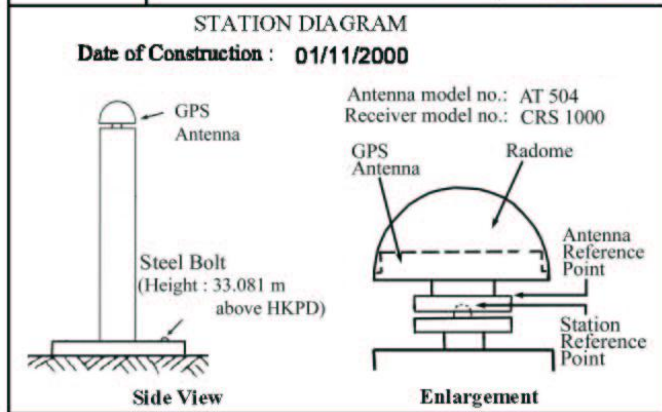 STATION DIAGRAM
Date of Construction : 01/11/2000
GPS
Antenna
Steel Bolt
(Height : 33.081 m
above HKPD)
Side View
Antenna model no.: AT 504
Receiver model no.: CRS 1000
GPS
Antenna
Radome
Antenna
Reference
Point
Station
Reference
Point
Enlargement